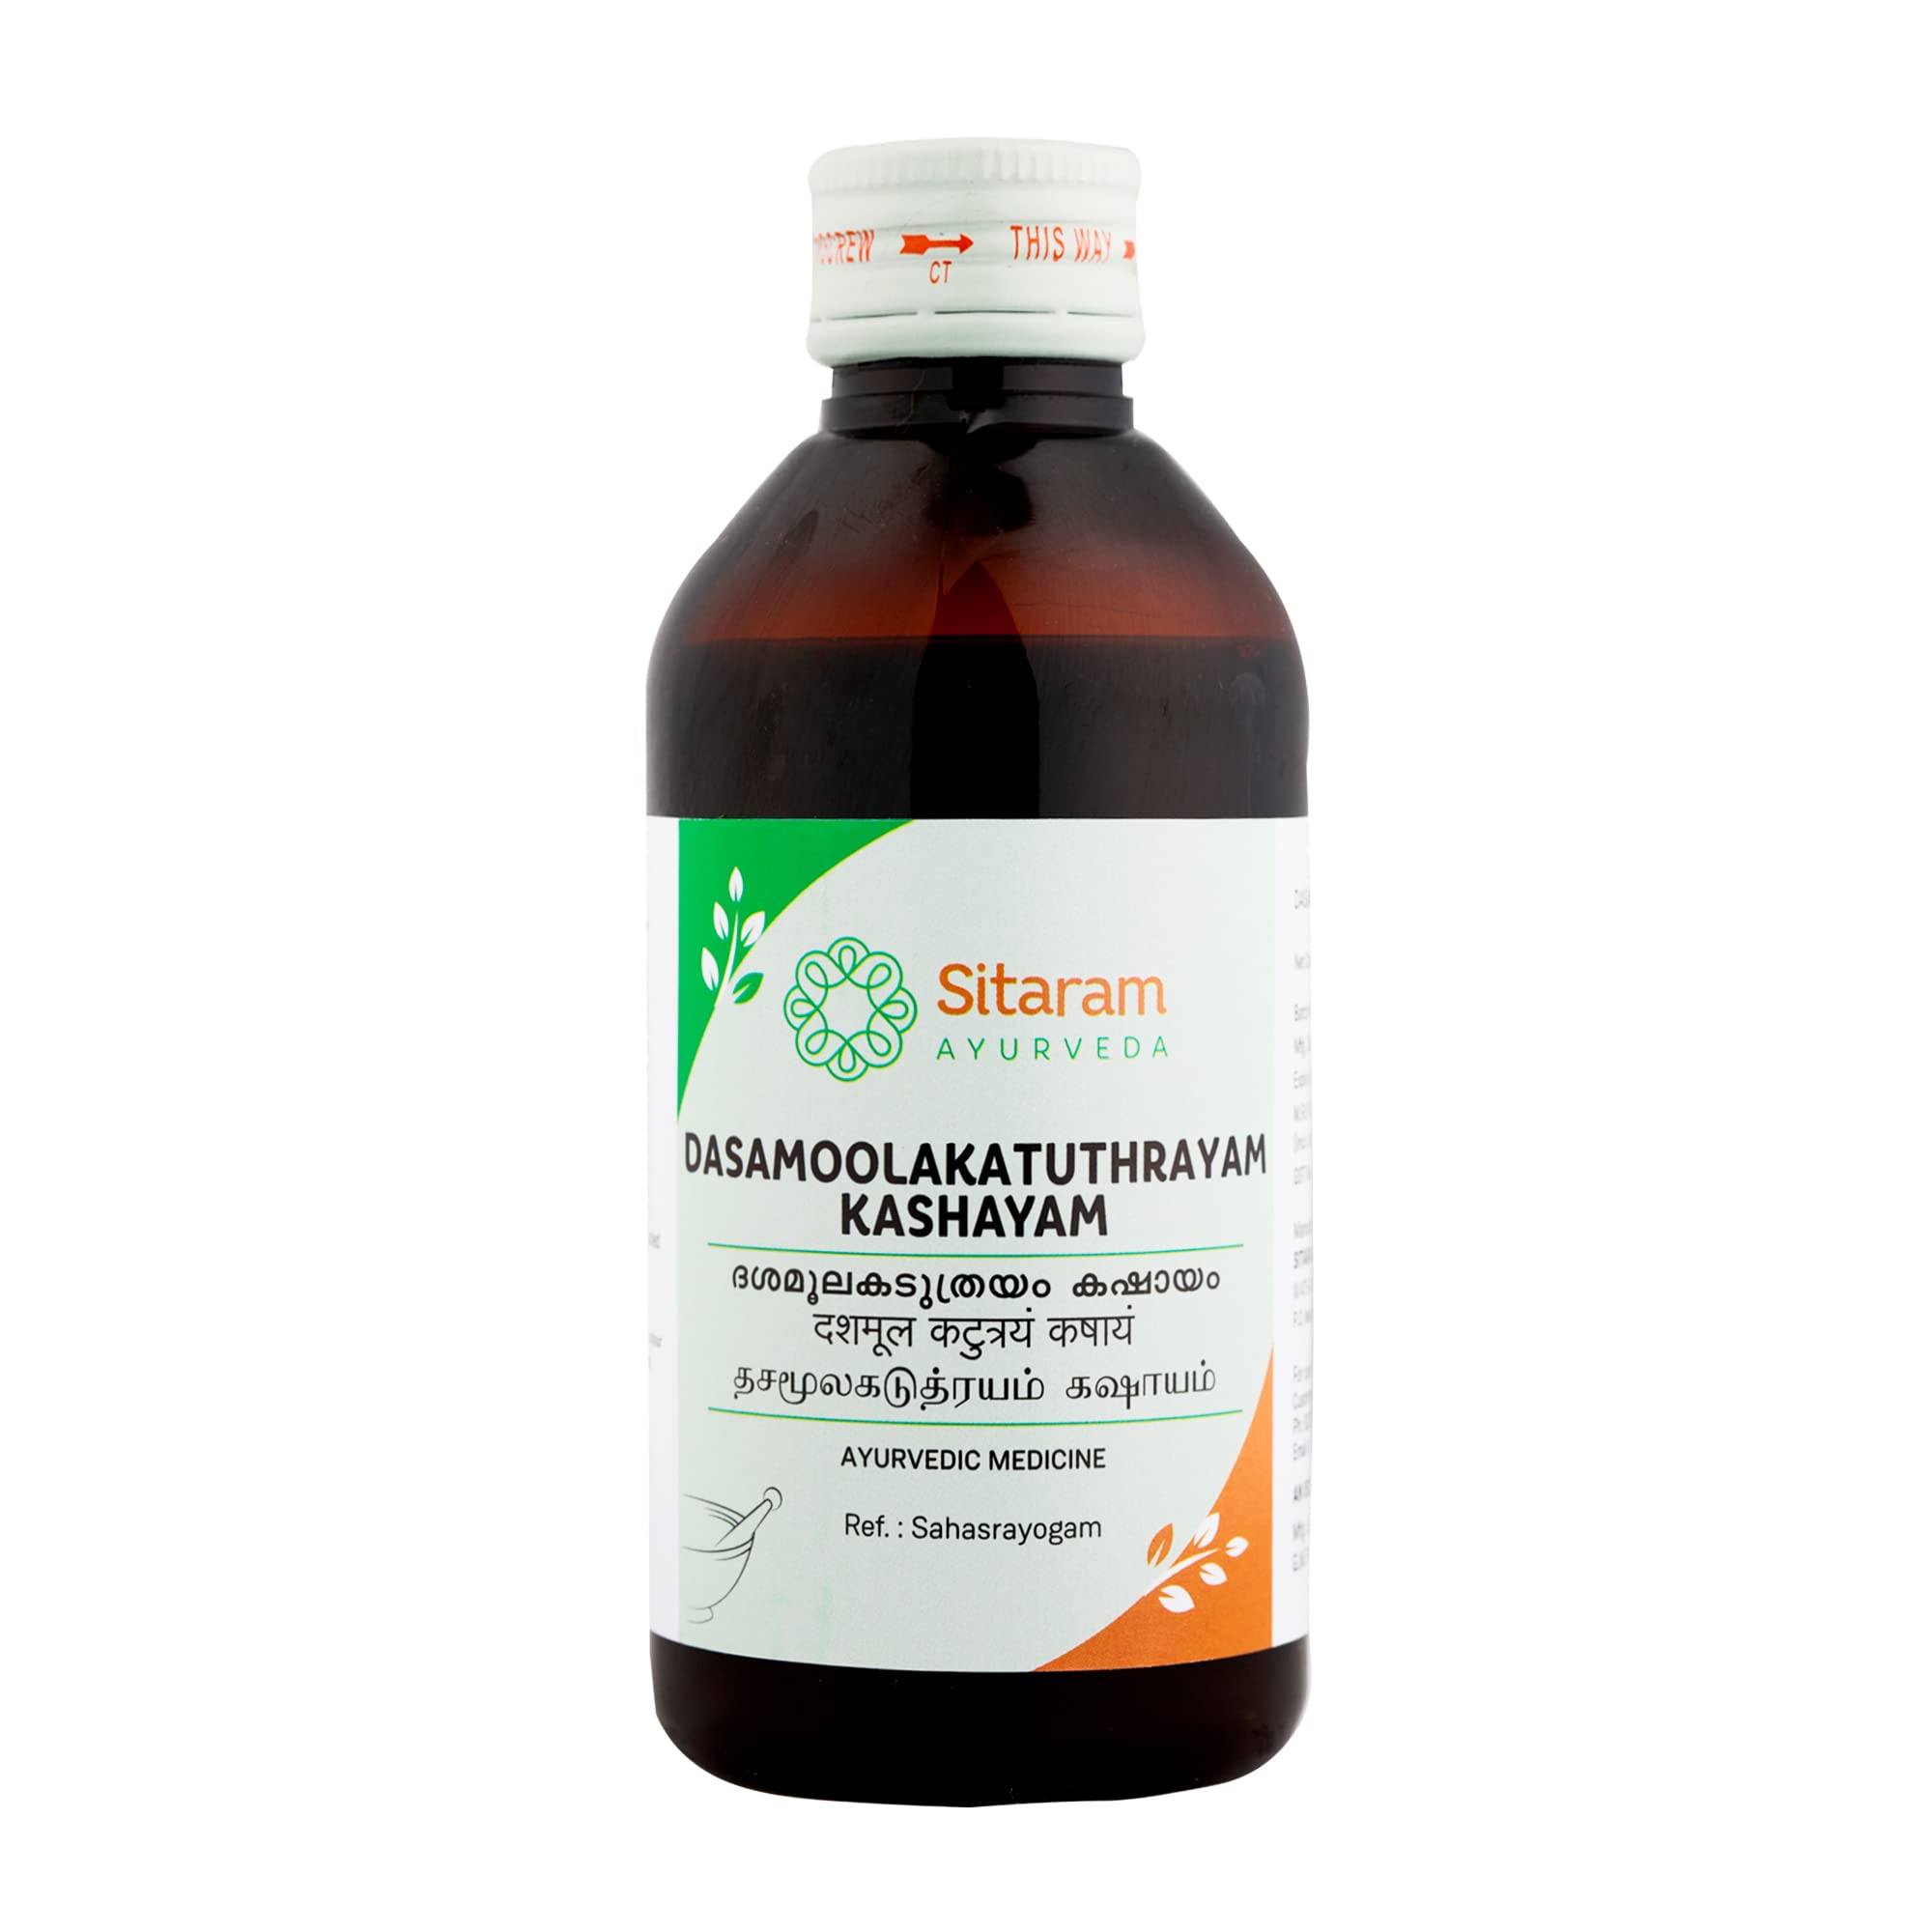 THIS WAY
CT
Sitaram
AYURVEDA
DASAMOOLAKATUTHRAYAM
KASHAYAM
ദശമൂലകടുത്രയം കഷായം
दशमूल कटुत्रयं कषायं
தசமூலகடுத்ரயம் கஷாயம்
AYURVEDIC MEDICINE
Ref. : Sahasrayogam